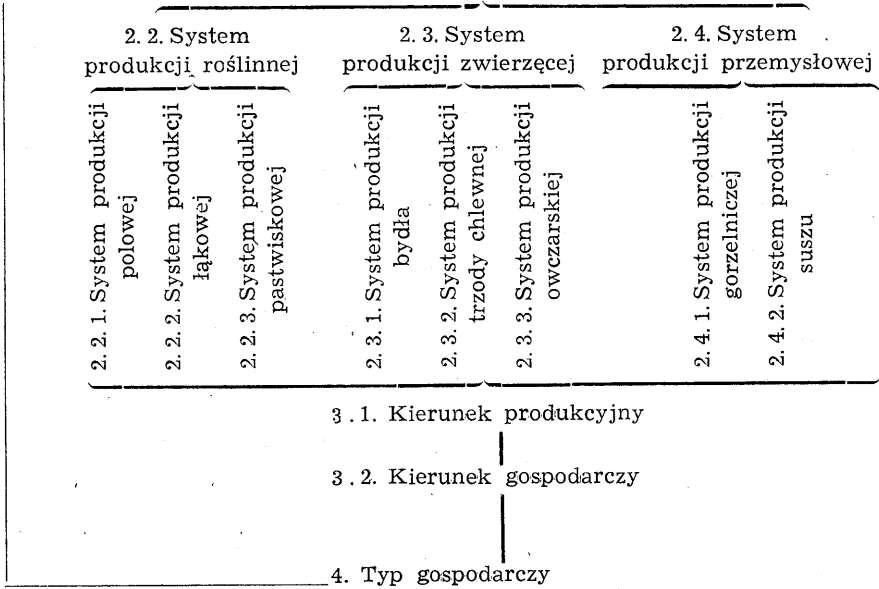 2. 2. System
produkcji roślinnej
2. 3. System
produkcji zwierzęcej
2. 4. System
produkcji przemysłowej
2. 2. 1. System produkcji
polowej
2. 2. 2. System produkcji
łąkowej
2. 2. 3. System produkcji
pastwiskowej
2. 3. 1. System produkcji
bydła
2. 3. 2. System produkcji
trzody chlewnej
2. 3. 3. System produkcji
owczarskiej
2. 4. 1. System produkcji
gorzelniczej
2. 4. 2. System produkcji
suszu
3.1. Kierunek produkcyjny
3.2. Kierunek gospodarczy
4. Typ gospodarczy